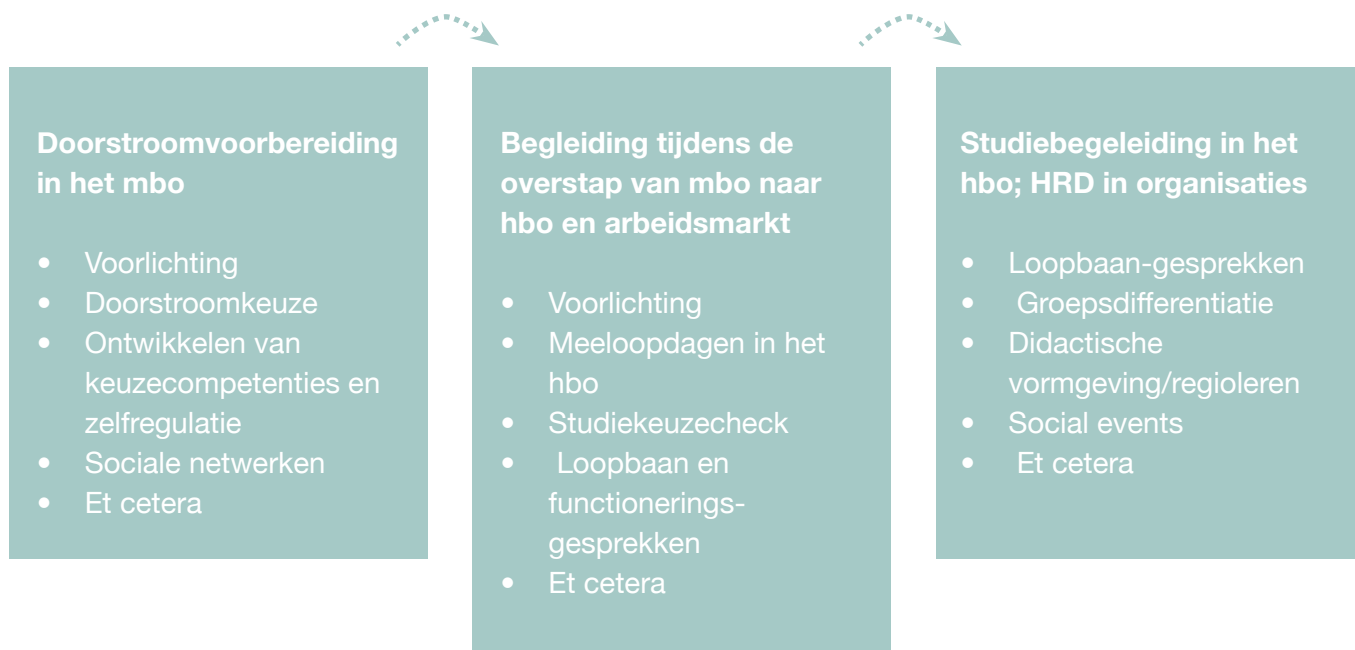 Doorstroomvoorbereiding
in het mbo
• Voorlichting
• Doorstroomkeuze
• Ontwikkelen van
keuzecompetenties en
zelfregulatie
• Sociale netwerken
• Et cetera
Begleiding tijdens de
overstap van mbo naar
hbo en arbeidsmarkt
• Voorlichting
• Meeloopdagen in het
hbo
• Studiekeuzecheck
• Loopbaan en
functionerings-
gesprekken
• Et cetera
Studiebegeleiding in het
hbo; HRD in organisaties
• Loopbaan-gesprekken
• Groepsdifferentiatie
• Didactische
vormgeving/regioleren
• Social events
• Et cetera